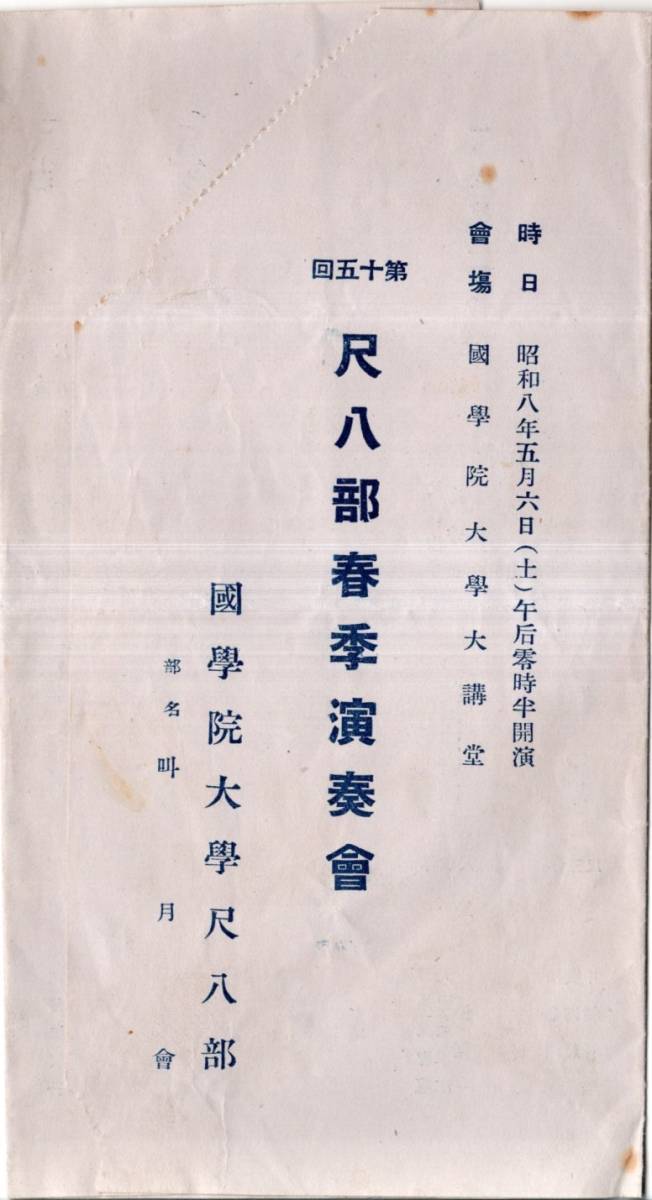 時日 昭和八年五月六日(土)午后零時半開演
會場 國學院大學大講堂
第十五回
尺八部春季演奏會
國學院大學尺八部
部名叫月會